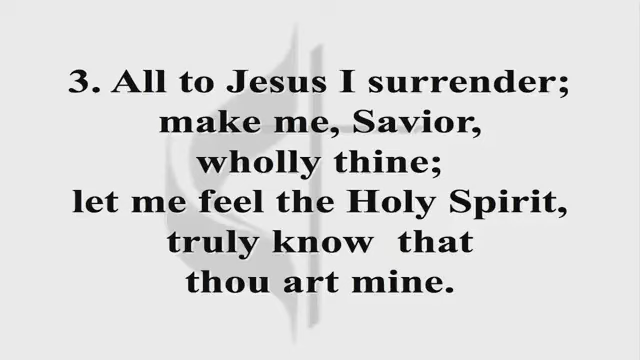 3. All to Jesus I surrender;
make me, Savior,
wholly thine;
let me feel the Holy Spirit,
truly know  that
thou art mine.